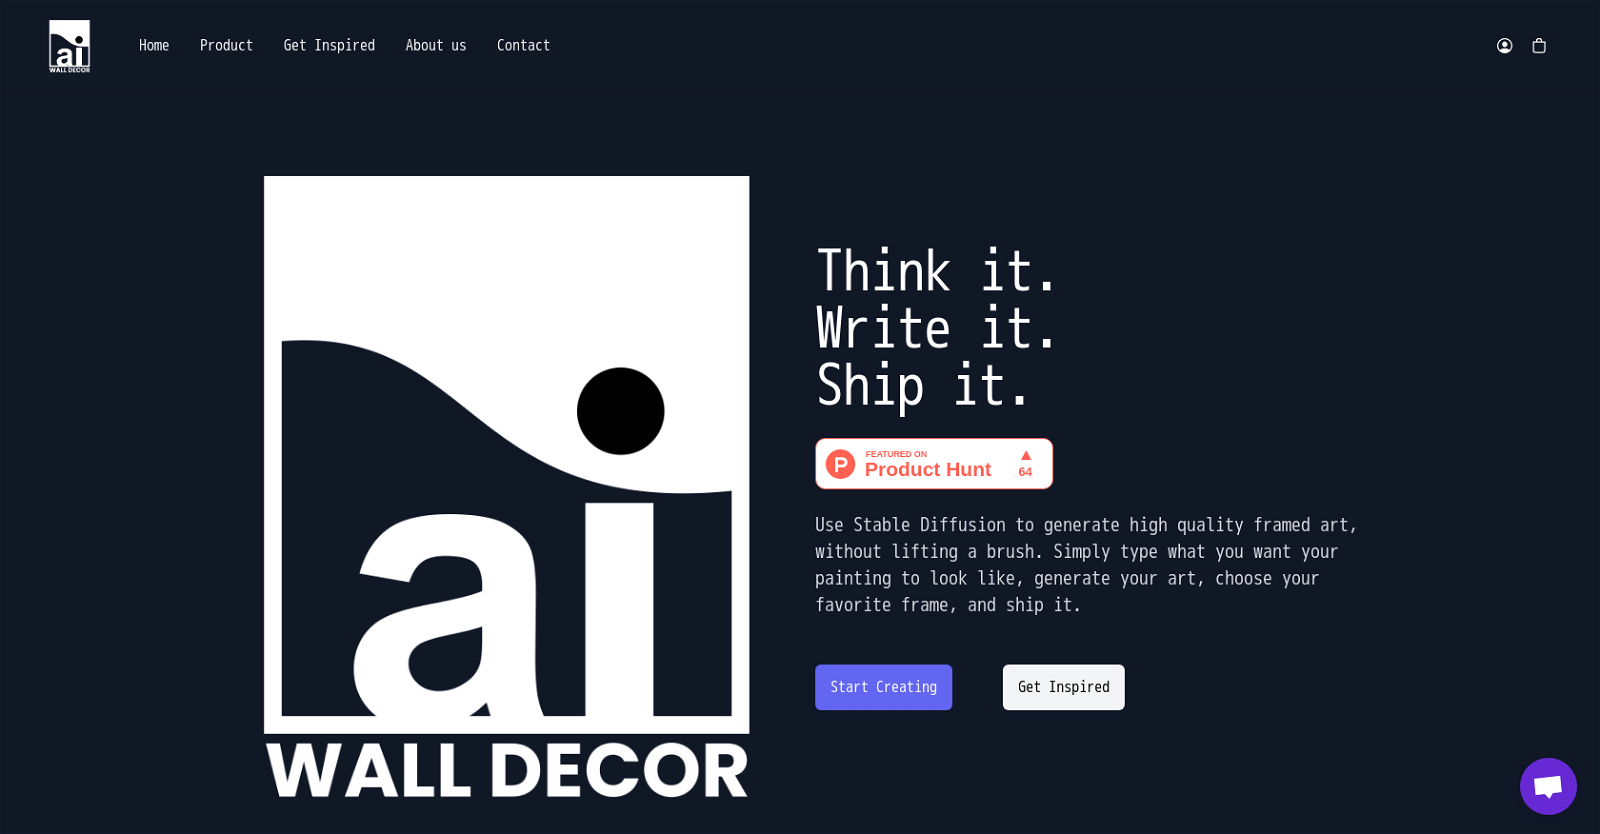 ai
WALL DECOR
Home
Product
Get Inspired
About us
Contact
ai
WALL DECOR
Think it.
Write it.
Ship it.
P
FEATURED ON
Product Hunt
64
Use Stable Diffusion to generate high quality framed art,
without lifting a brush. Simply type what you want your
painting to look like, generate your art, choose your
favorite frame, and ship it.
Start Creating
Get Inspired